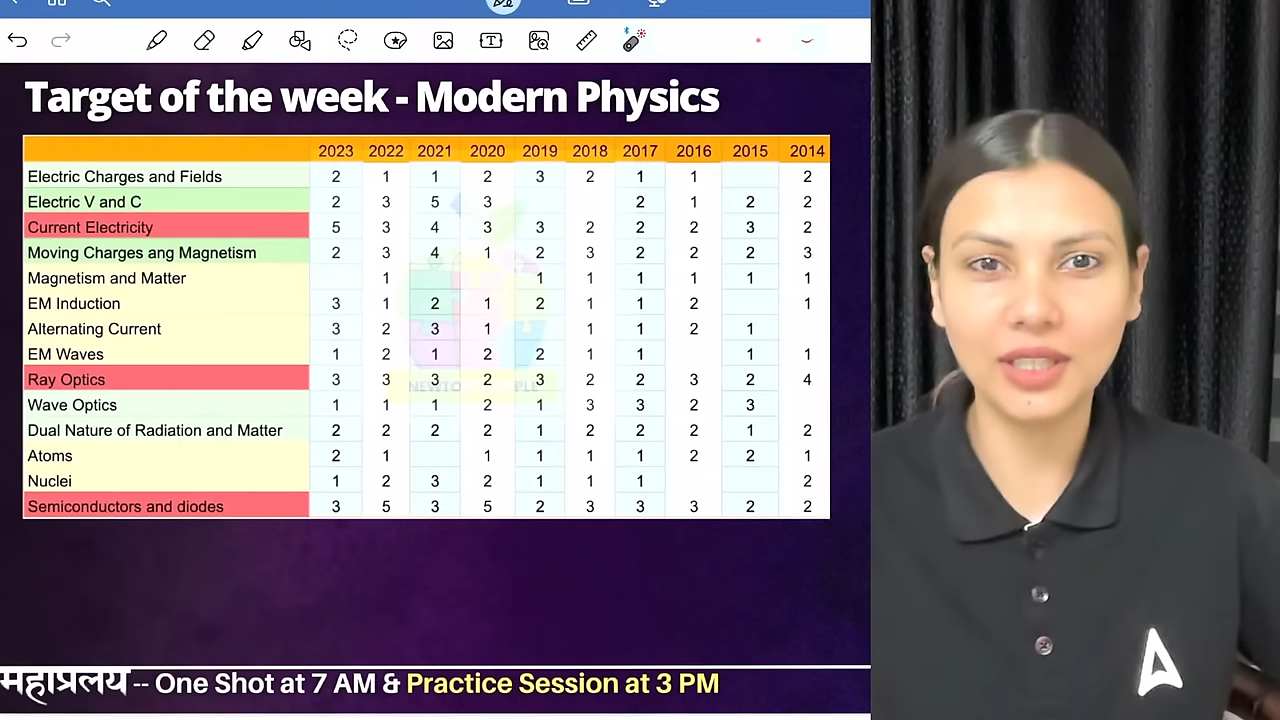 Target of the week - Modern Physics
2023 2022 2021 2020 2019 2018 2017 2016 2015 2014
Electric Charges and Fields 2 1 1 2 3 2 1 1 2
Electric V and C 2 3 5 3 2 1 2 2
Current Electricity 5 3 4 3 3 2 2 2 3 2
Moving Charges ang Magnetism 2 3 4 1 2 3 2 2 2 3
Magnetism and Matter 1 1 1 1 1 1 1
EM Induction 3 1 2 1 2 1 1 2 1
Alternating Current 3 2 3 1 1 1 2 1
EM Waves 1 2 1 2 2 1 1 1 1
Ray Optics 3 3 3 2 3 2 2 3 2 4
Wave Optics 1 1 1 2 1 3 3 2 3
Dual Nature of Radiation and Matter 2 2 2 2 1 2 2 2 1 2
Atoms 2 1 1 1 1 1 2 2 1
Nuclei 1 2 3 2 1 1 1 2
Semiconductors and diodes 3 5 3 5 2 3 3 3 2 2
महाप्रलय -- One Shot at 7 AM & Practice Session at 3 PM